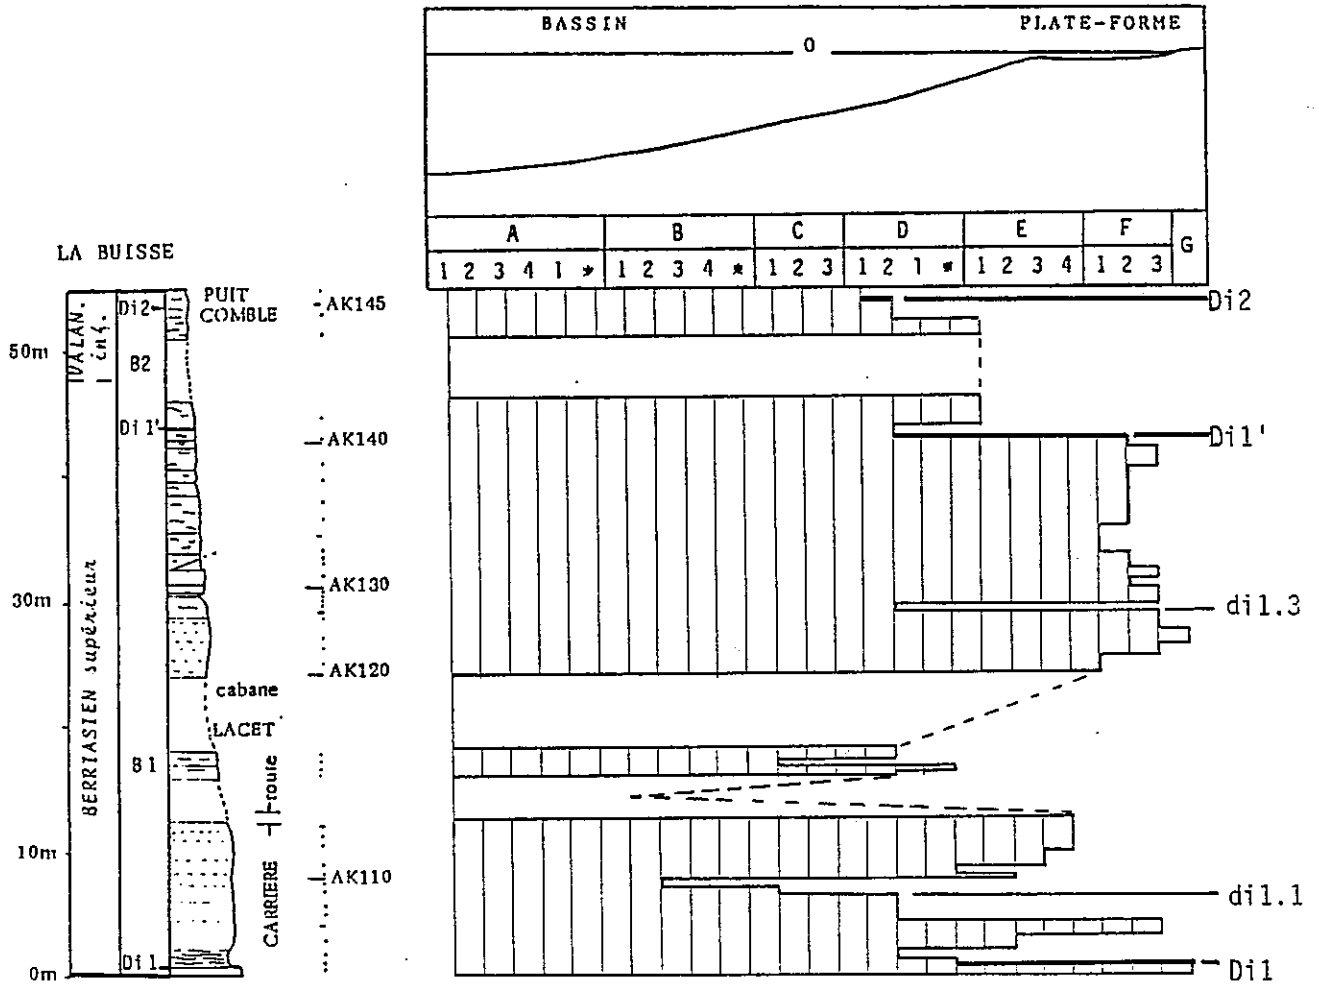 BASSIN PLATE-FORME
0
A B C D E F G
1 2 3 4 1 * 1 2 3 4 * 1 2 3 1 2 1 * 1 2 3 4 1 2 3
LA BUISSE
VALAN. inf.
BERRIASIEN supérieur
50m
30m
10m
0m
Di2
B2
Di1'
B1
Di1
PUIT
COMBLE
cabane
LACET
route
CARRIERE
AK145
AK140
AK130
AK120
AK110
Di2
Di1'
di1.3
di1.1
Di1